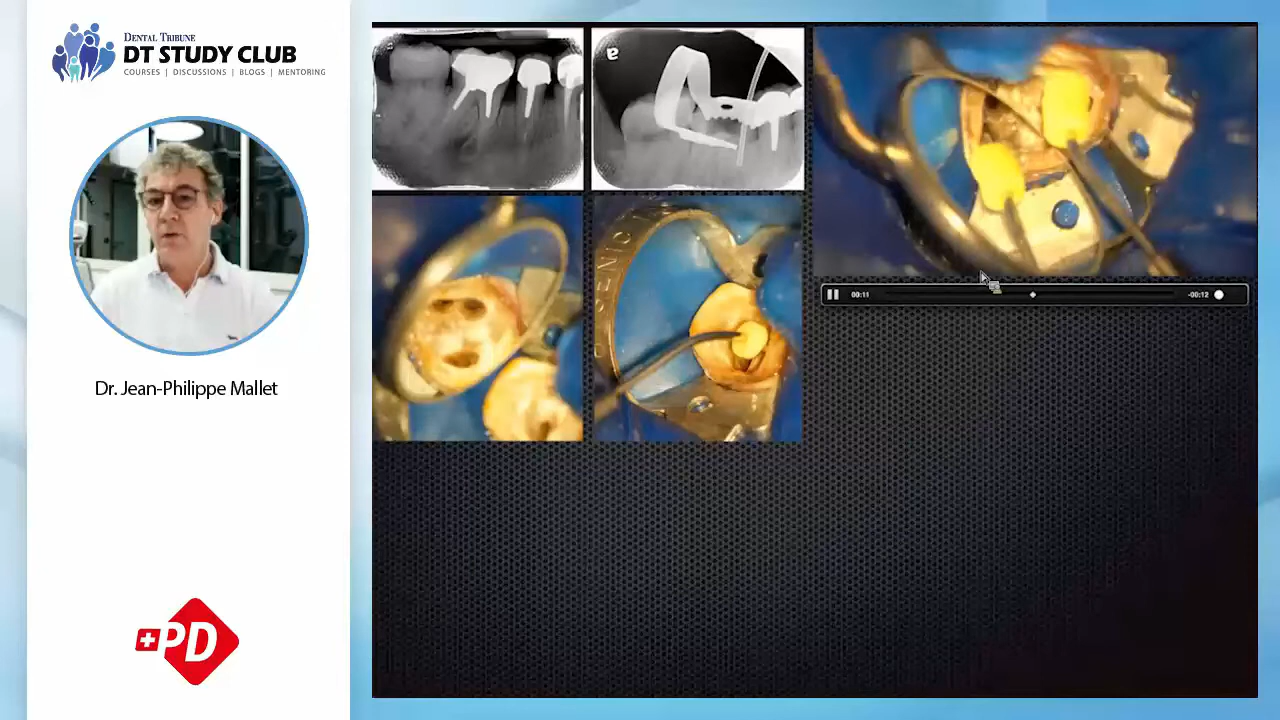 DENTAL TRIBUNE
DT STUDY CLUB
COURSES | DISCUSSIONS | BLOGS | MENTORING
Dr. Jean-Philippe Mallet
+PD
a
00:11
-00:12